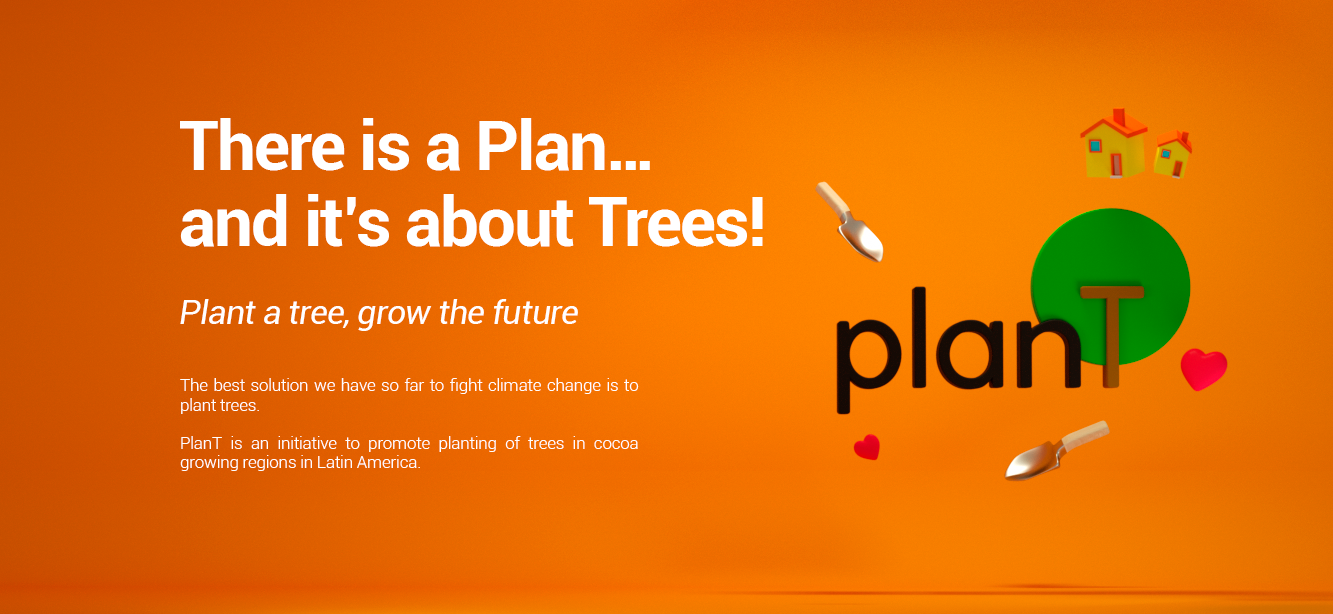 There is a Plan...
and it's about Trees!
Plant a tree, grow the future
The best solution we have so far to fight climate change is to
plant trees.
PlanT is an initiative to promote planting of trees in cocoa
growing regions in Latin America.
planT